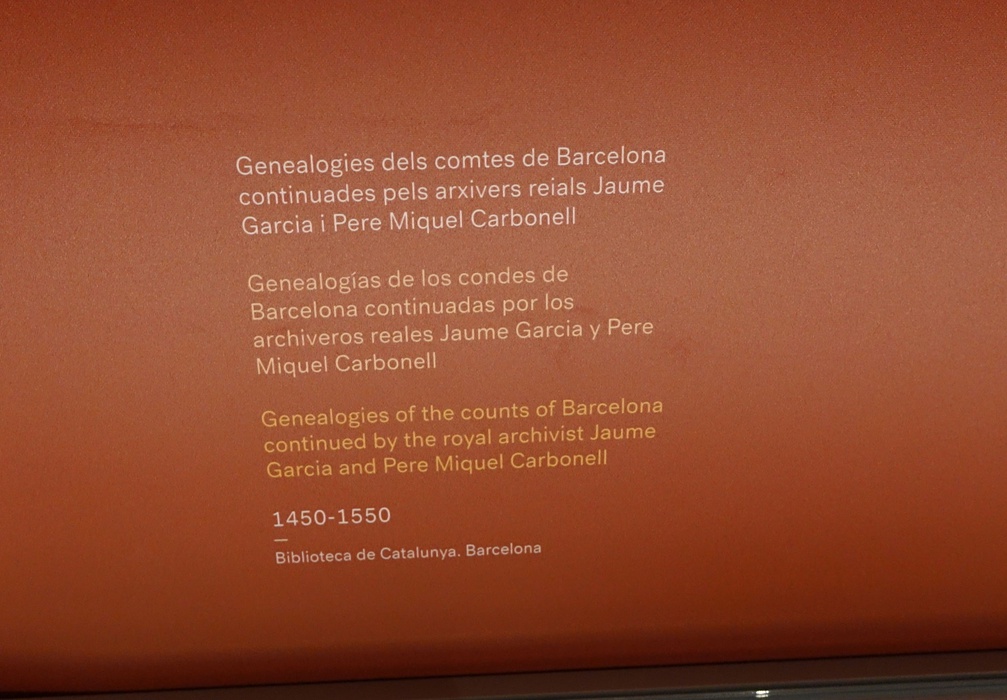 Genealogies dels comtes de Barcelona
continuades pels arxivers reials Jaume
Garcia i Pere Miquel Carbonell
Genealogías de los condes de
Barcelona continuadas por los
archiveros reales Jaume Garcia y Pere
Miquel Carbonell
Genealogies of the counts of Barcelona
continued by the royal archivist Jaume
Garcia and Pere Miquel Carbonell
1450-1550
Biblioteca de Catalunya. Barcelona